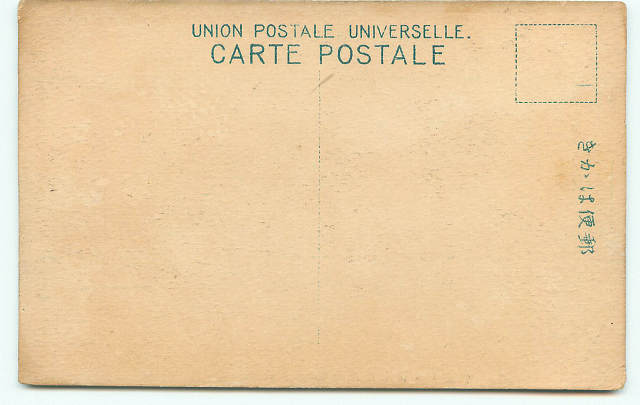 UNION POSTALE UNIVERSELLE.
CARTE POSTALE
きかは便郵